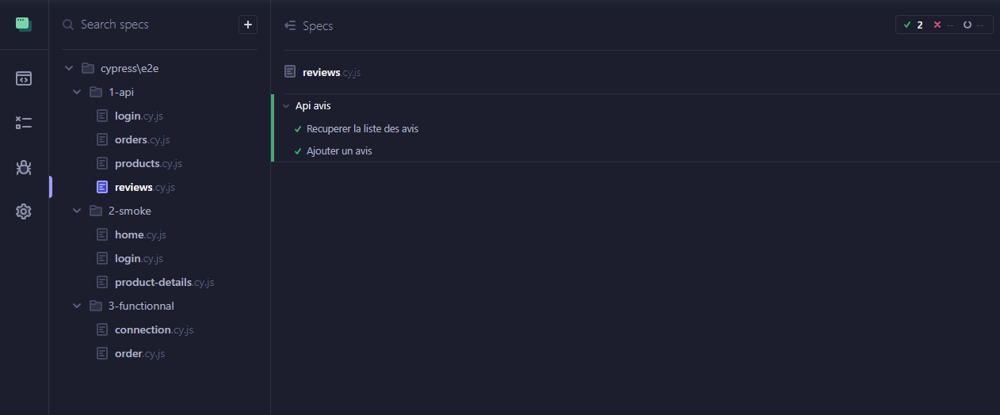 Search specs
+
cypress\e2e
1-api
login.cy.js
orders.cy.js
products.cy.js
reviews.cy.js
2-smoke
home.cy.js
login.cy.js
product-details.cy.js
3-functionnal
connection.cy.js
order.cy.js
Specs
2 -- --
reviews.cy.js
Api avis
Recuperer la liste des avis
Ajouter un avis